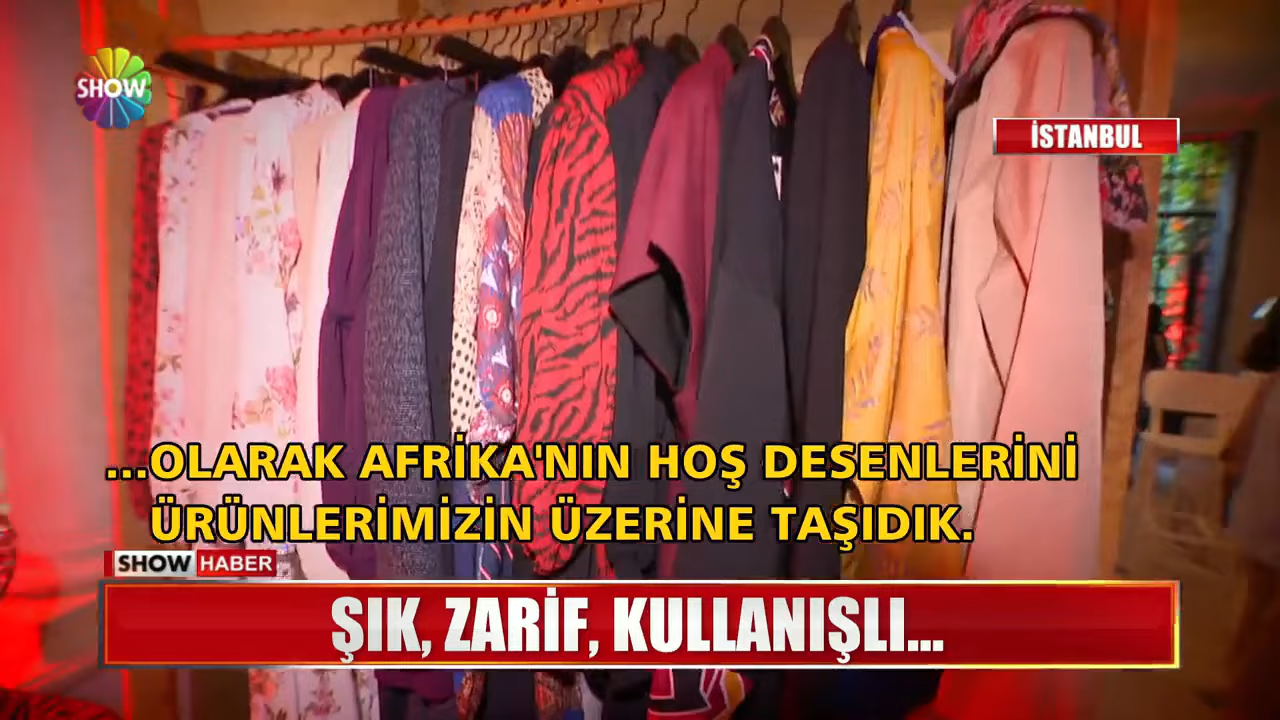 SHOW
İSTANBUL
...OLARAK AFRİKA'NIN HOŞ DESENLERİNİ
ÜRÜNLERİMİZİN ÜZERİNE TAŞIDIK.
SHOW HABER
ŞIK, ZARİF, KULLANIŞLI...